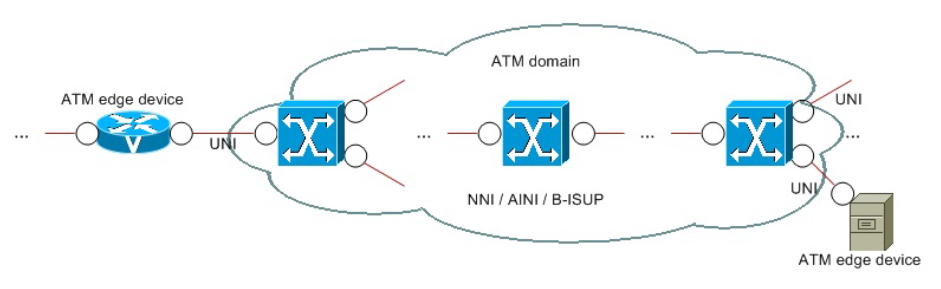 ATM domain
ATM edge device
UNI
...
V
UNI
...
...
...
NNI / AINI / B-ISUP
UNI
ATM edge device